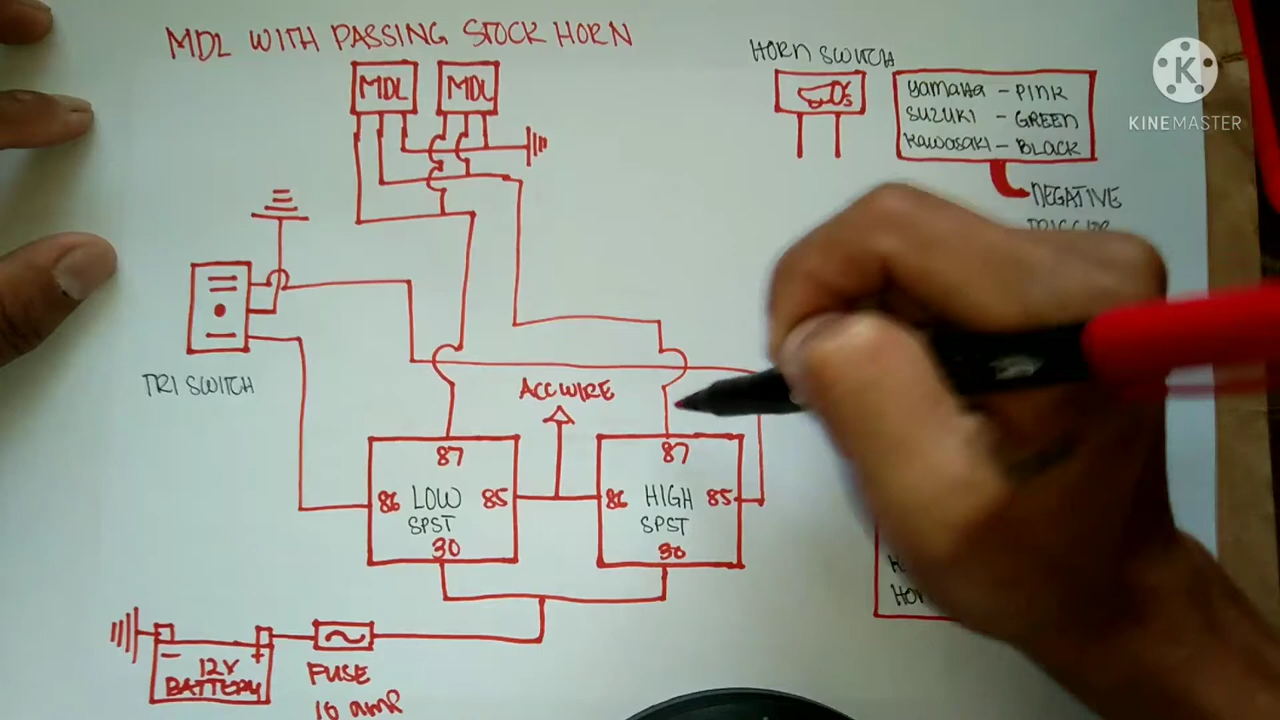 MDL WITH PASSING STOCK HORN
MDL MDL
HORN SWITCH
YAMAHA - PINK
SUZUKI - GREEN
KAWASAKI - BLACK
NEGATIVE
K
KINEMASTER
TRI SWITCH
ACC WIRE
87
86 LOW 85
SPST
30
87
86 HIGH 85
SPST
30
- +
12V
BATTERY
FUSE
10 amp